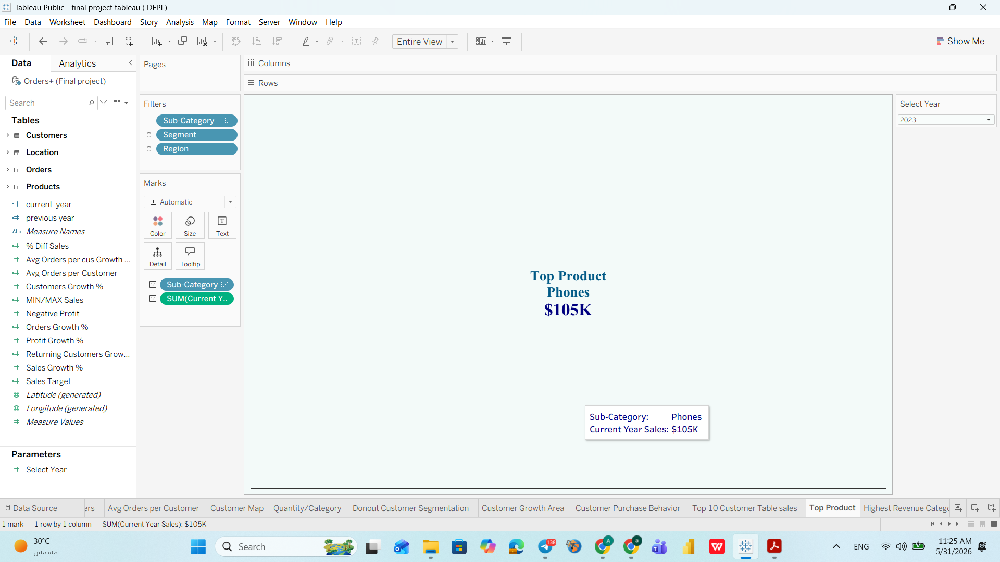 Tableau Public - final project tableau ( DEPI )
File Data Worksheet Dashboard Story Analysis Map Format Server Window Help
Entire View
Show Me
Data
Analytics
Orders+ (Final project)
Search
Tables
Customers
Location
Orders
Products
current year
previous year
Abc Measure Names
% Diff Sales
Avg Orders per cus Growth ...
Avg Orders per Customer
Customers Growth %
MIN/MAX Sales
Negative Profit
Orders Growth %
Profit Growth %
Returning Customers Grow...
Sales Growth %
Sales Target
Latitude (generated)
Longitude (generated)
Measure Values
Parameters
Select Year
Pages
Filters
Sub-Category
Segment
Region
Marks
Automatic
Color
Size
Text
Detail
Tooltip
Sub-Category
SUM(Current Y..
Columns
Rows
Top Product
Phones
$105K
Sub-Category: Phones
Current Year Sales: $105K
Select Year
2023
Data Source
ers
Avg Orders per Customer
Customer Map
Quantity/Category
Donout Customer Segmentation
Customer Growth Area
Customer Purchase Behavior
Top 10 Customer Table sales
Top Product
Highest Revenue Catego
1 mark 1 row by 1 column SUM(Current Year Sales): $105K
30°C
مشمس
Search
138
A
a
ENG
11:25 AM
5/31/2026